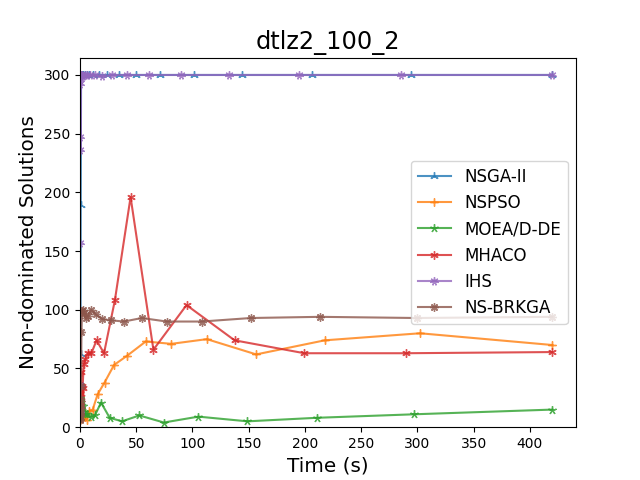 dtlz2_100_2
Non-dominated Solutions
300
250
200
150
100
50
0
NSGA-II
NSPSO
MOEA/D-DE
MHACO
IHS
NS-BRKGA
0 50 100 150 200 250 300 350 400
Time (s)